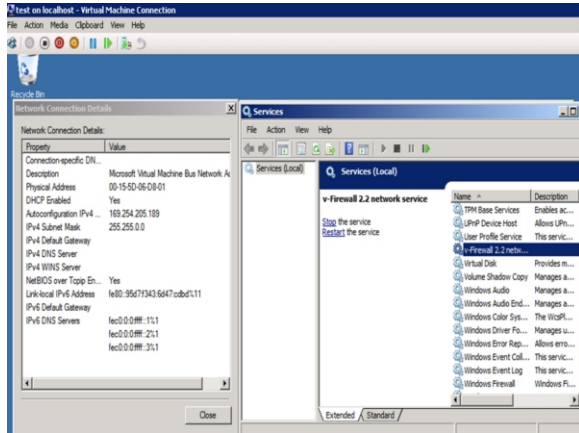 test on localhost - Virtual Machine Connection
File Action Media Clipboard View Help
Recycle Bin
Network Connection Details
Network Connection Details:
Property Value
Connection-specific DN...
Description Microsoft Virtual Machine Bus Network Ac
Physical Address 00-15-5D-06-D8-01
DHCP Enabled Yes
Autoconfiguration IPv4 ... 169.254.205.189
IPv4 Subnet Mask 255.255.0.0
IPv4 Default Gateway
IPv4 DNS Server
IPv4 WINS Server
NetBIOS over Tcpip En... Yes
Link-local IPv6 Address fe80::95d7:f343:6d47:cdbd%11
IPv6 Default Gateway
IPv6 DNS Servers fec0:0:0:ffff::1%1
fec0:0:0:ffff::2%1
fec0:0:0:ffff::3%1
Close
Services
File Action View Help
Services (Local)
Services (Local)
v-Firewall 2.2 network service
Stop the service
Restart the service
Name Description
TPM Base Services Enables ac...
UPnP Device Host Allows UPn...
User Profile Service This servic...
v-Firewall 2.2 netw...
Virtual Disk Provides m...
Volume Shadow Copy Manages a...
Windows Audio Manages a...
Windows Audio End... Manages a...
Windows Color Sys... The WcsPl...
Windows Driver Fo... Manages u...
Windows Error Rep... Allows erro...
Windows Event Coll... This servic...
Windows Event Log This servic...
Windows Firewall Windows Fi...
Extended Standard